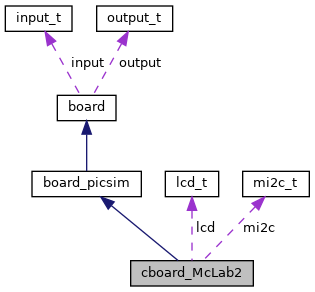 input_t
output_t
input
output
board
board_picsim
lcd_t
mi2c_t
lcd
mi2c
cboard_McLab2